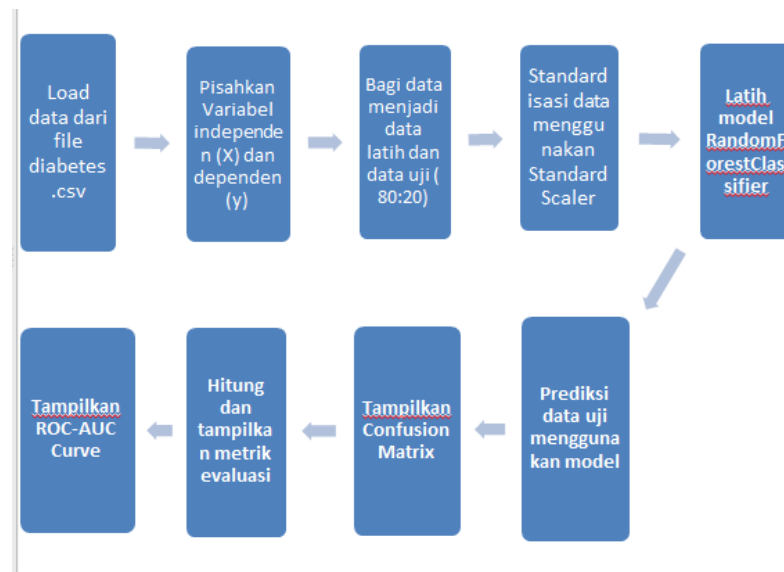 Load
data dari
file
diabetes
.csv
Pisahkan
Variabel
independe
n (X) dan
dependen
(y)
Bagi data
menjadi
data
latih dan
data uji (
80:20)
Standard
isasi data
menggu
nakan
Standard
Scaler
Latih
model
RandomF
orestClas
sifier
Prediksi
data uji
mengguna
kan model
Tampilkan
Confusion
Matrix
Hitung
dan
tampilka
n metrik
evaluasi
Tampilkan
ROC-AUC
Curve